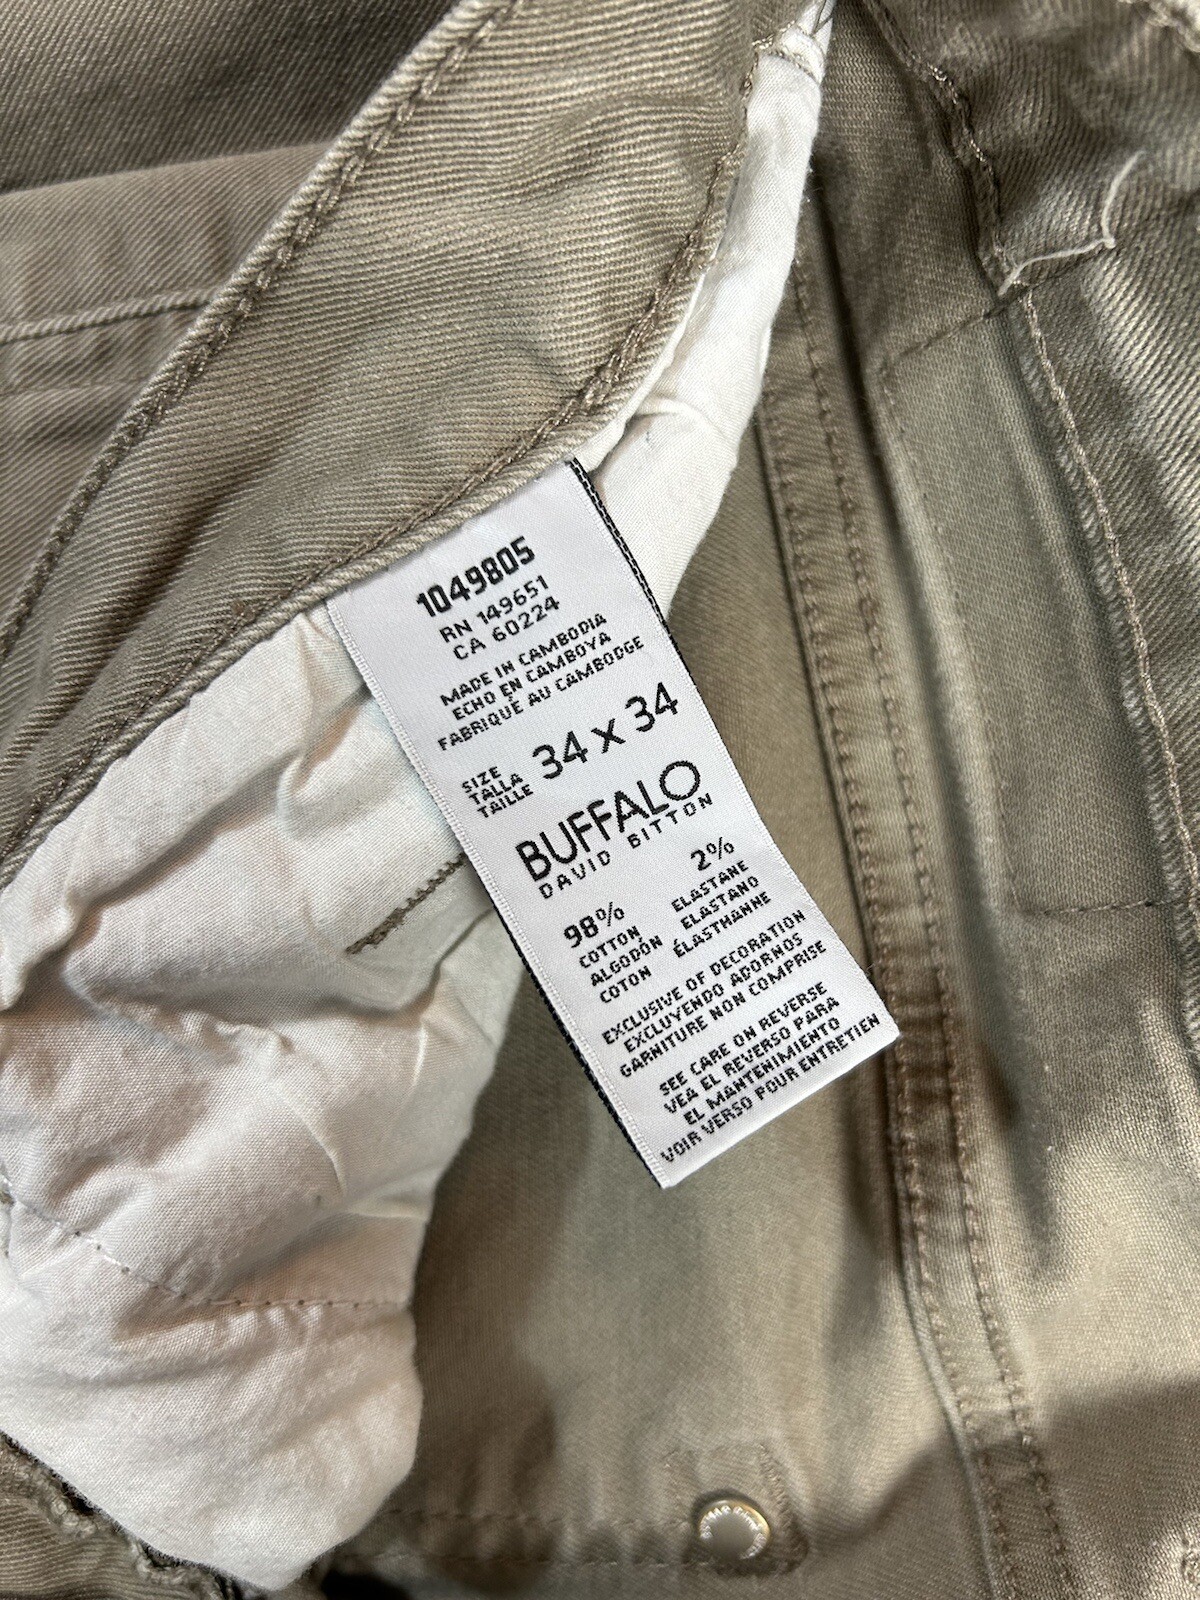 1049805
RN 149651
CA 60224
MADE IN CAMBODIA
ECHO EN CAMBOYA
FABRIQUÉ AU CAMBODGE
SIZE
TALLA
TAILLE
34 x 34
BUFFALO
DAVID BITTON
98%
COTTON
ALGODÓN
COTON
2%
ELASTANE
ELASTANO
ÉLASTHANNE
EXCLUSIVE OF DECORATION
EXCLUYENDO ADORNOS
GARNITURE NON COMPRISE
SEE CARE ON REVERSE
VEA EL REVERSO PARA
EL MANTENIMIENTO
VOIR VERSO POUR ENTRETIEN